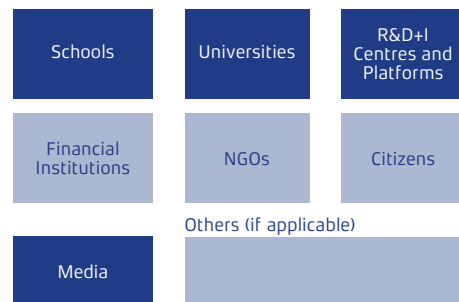 Schools
Universities
R&D+I
Centres and
Platforms
Financial
Institutions
NGOs
Citizens
Others (if applicable)
Media